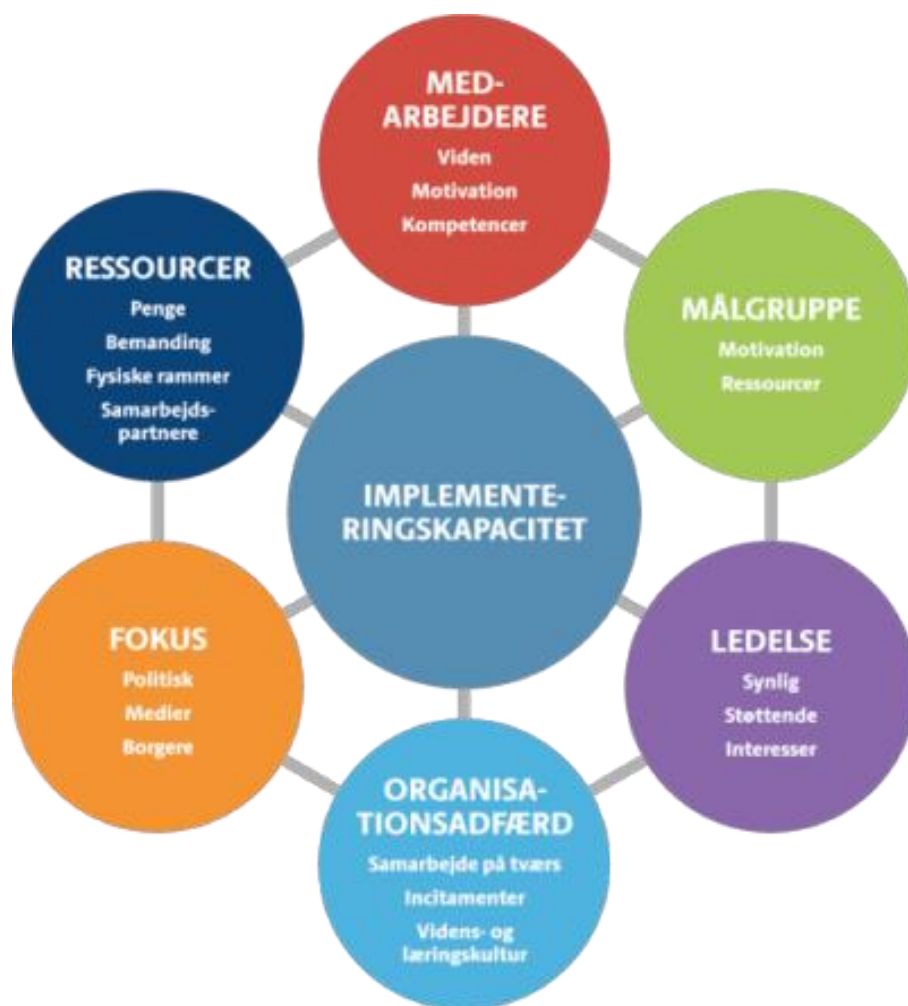 MED-
ARBEJDERE
Viden
Motivation
Kompetencer
RESSOURCER
Penge
Bemanding
Fysiske rammer
Samarbejds-
partnere
MÅLGRUPPE
Motivation
Ressourcer
IMPLEMENTE-
RINGSKAPACITET
FOKUS
Politisk
Medier
Borgere
LEDELSE
Synlig
Støttende
Interesser
ORGANISA-
TIONSADFÆRD
Samarbejde på tværs
Incitamenter
Videns- og
læringskultur